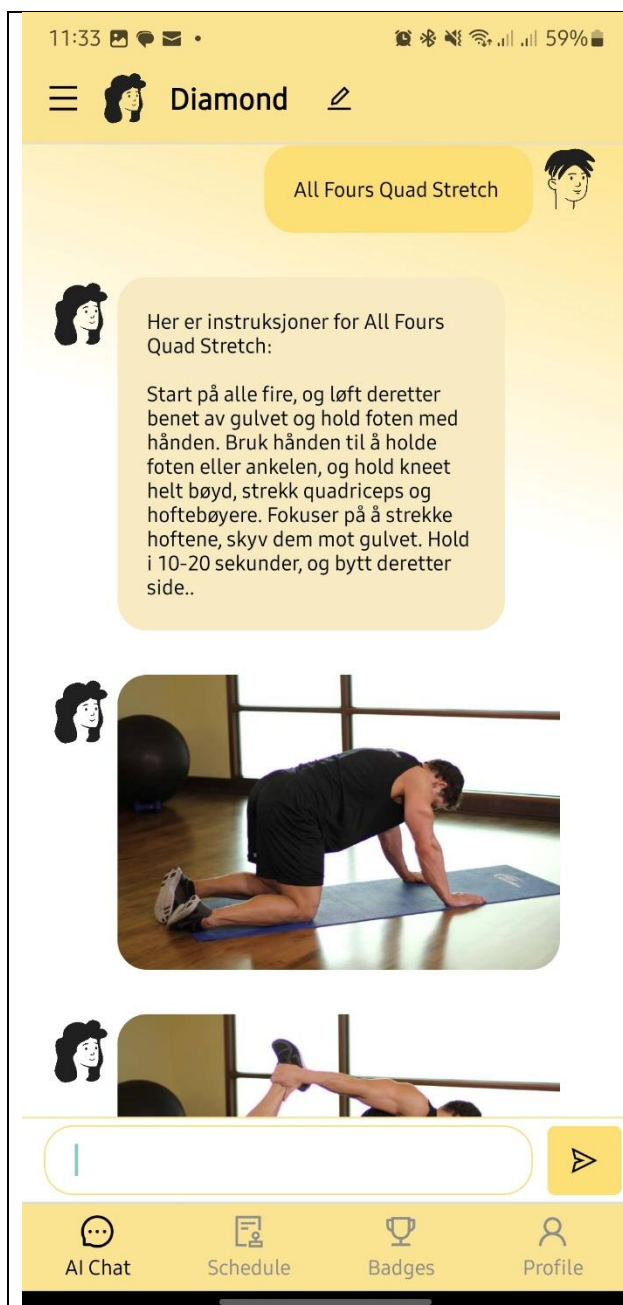 11:33
59%
Diamond
All Fours Quad Stretch
Her er instruksjoner for All Fours
Quad Stretch:
Start på alle fire, og løft deretter
benet av gulvet og hold foten med
hånden. Bruk hånden til å holde
foten eller ankelen, og hold kneet
helt bøyd, strekk quadriceps og
hoftebøyere. Fokuser på å strekke
hoftene, skyv dem mot gulvet. Hold
i 10-20 sekunder, og bytt deretter
side..
AI Chat
Schedule
Badges
Profile